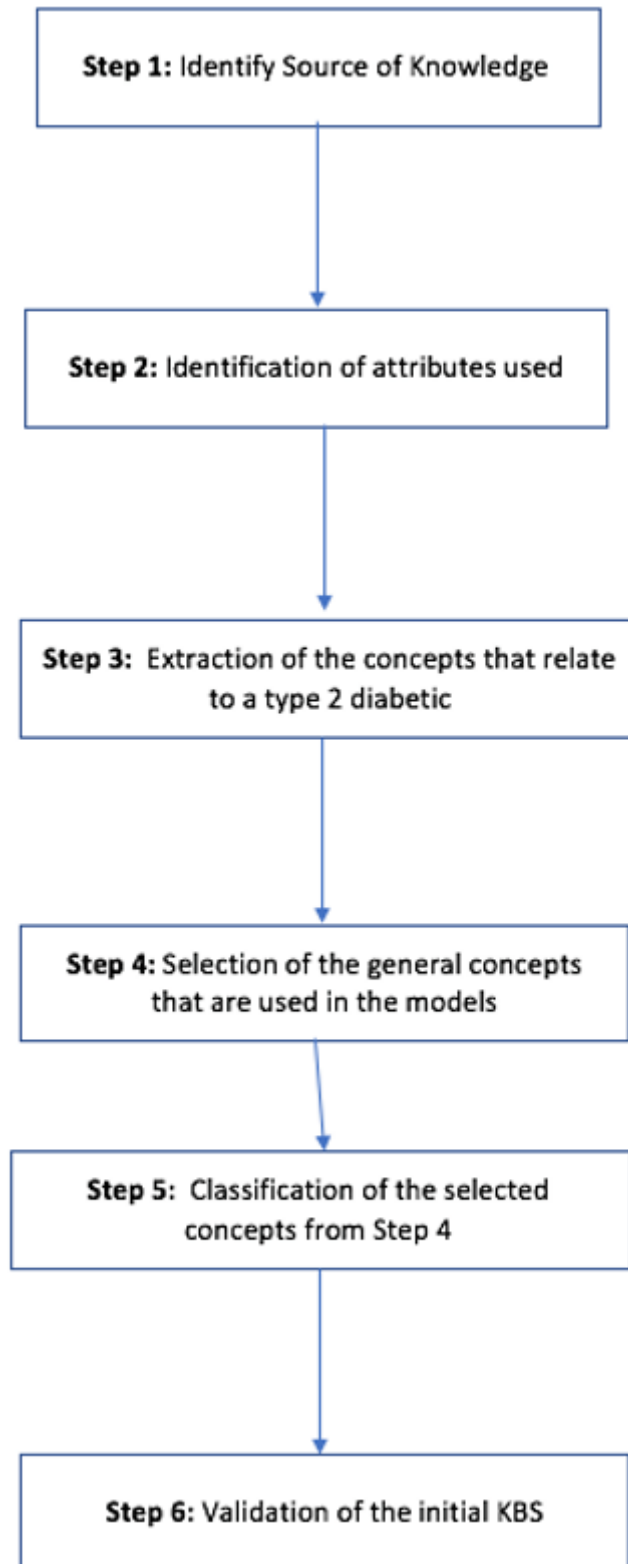 Step 1: Identify Source of Knowledge
Step 2: Identification of attributes used
Step 3: Extraction of the concepts that relate
to a type 2 diabetic
Step 4: Selection of the general concepts
that are used in the models
Step 5: Classification of the selected
concepts from Step 4
Step 6: Validation of the initial KBS